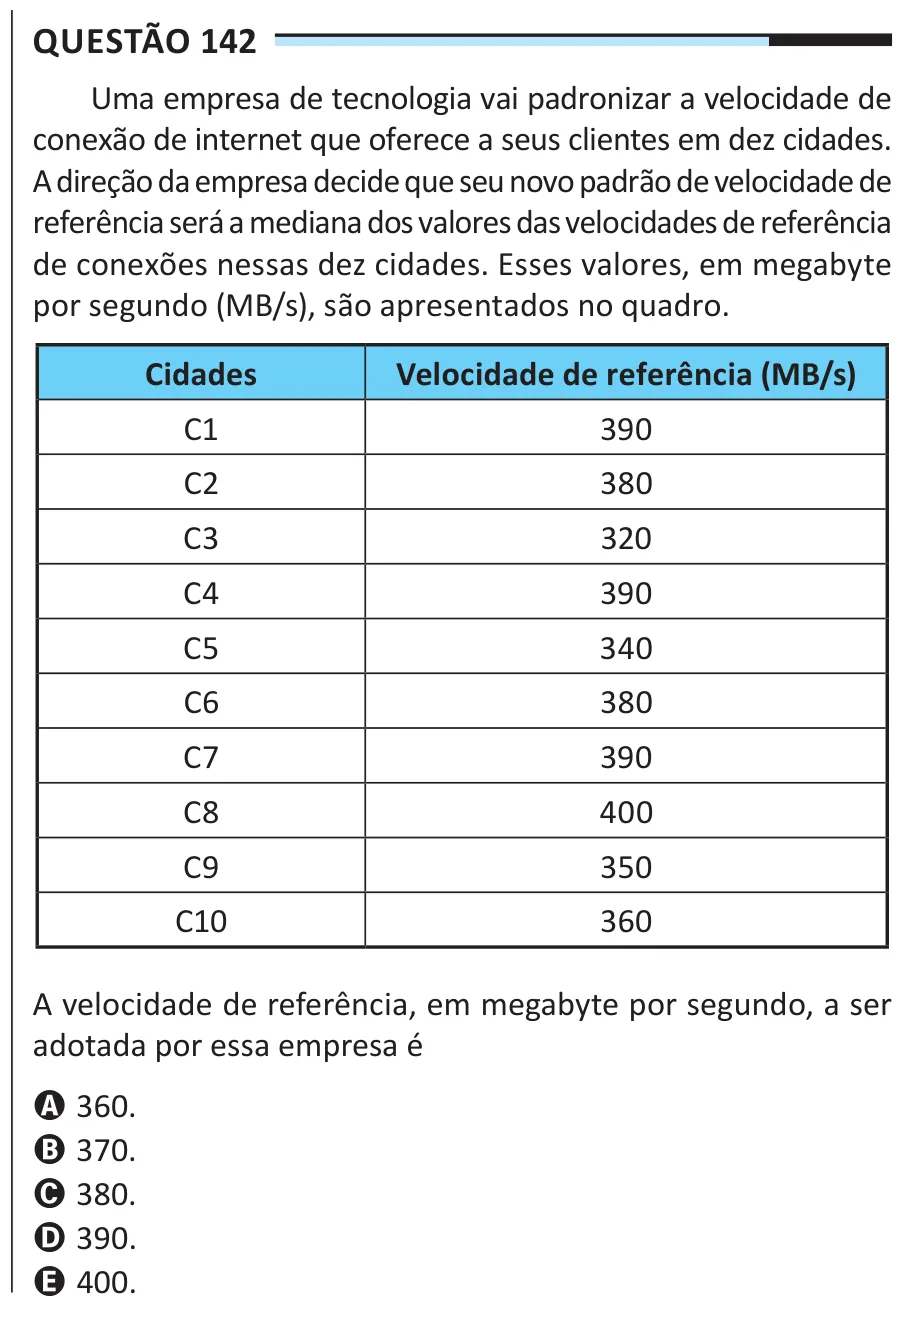 QUESTÃO 142
Uma empresa de tecnologia vai padronizar a velocidade de
conexão de internet que oferece a seus clientes em dez cidades.
A direção da empresa decide que seu novo padrão de velocidade de
referência será a mediana dos valores das velocidades de referência
de conexões nessas dez cidades. Esses valores, em megabyte
por segundo (MB/s), são apresentados no quadro.
Cidades Velocidade de referência (MB/s)
C1 390
C2 380
C3 320
C4 390
C5 340
C6 380
C7 390
C8 400
C9 350
C10 360
A velocidade de referência, em megabyte por segundo, a ser
adotada por essa empresa é
A 360.
B 370.
C 380.
D 390.
E 400.